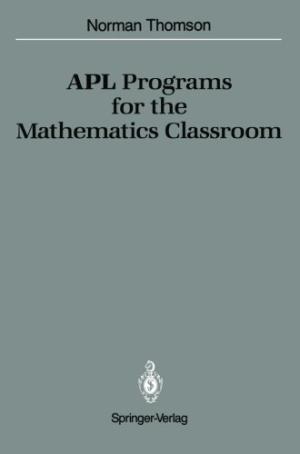 Norman Thomson
APL Programs
for the
Mathematics Classroom
Springer-Verlag